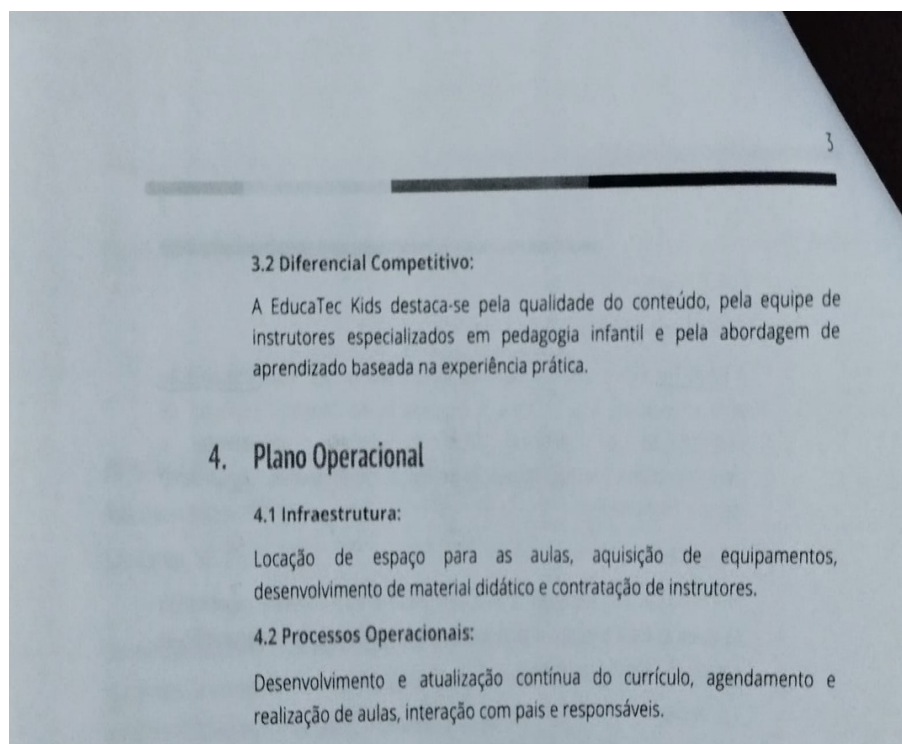 3
3.2 Diferencial Competitivo:
A EducaTec Kids destaca-se pela qualidade do conteúdo, pela equipe de
instrutores especializados em pedagogia infantil e pela abordagem de
aprendizado baseada na experiência prática.
4. Plano Operacional
4.1 Infraestrutura:
Locação de espaço para as aulas, aquisição de equipamentos,
desenvolvimento de material didático e contratação de instrutores.
4.2 Processos Operacionais:
Desenvolvimento e atualização contínua do currículo, agendamento e
realização de aulas, interação com pais e responsáveis.